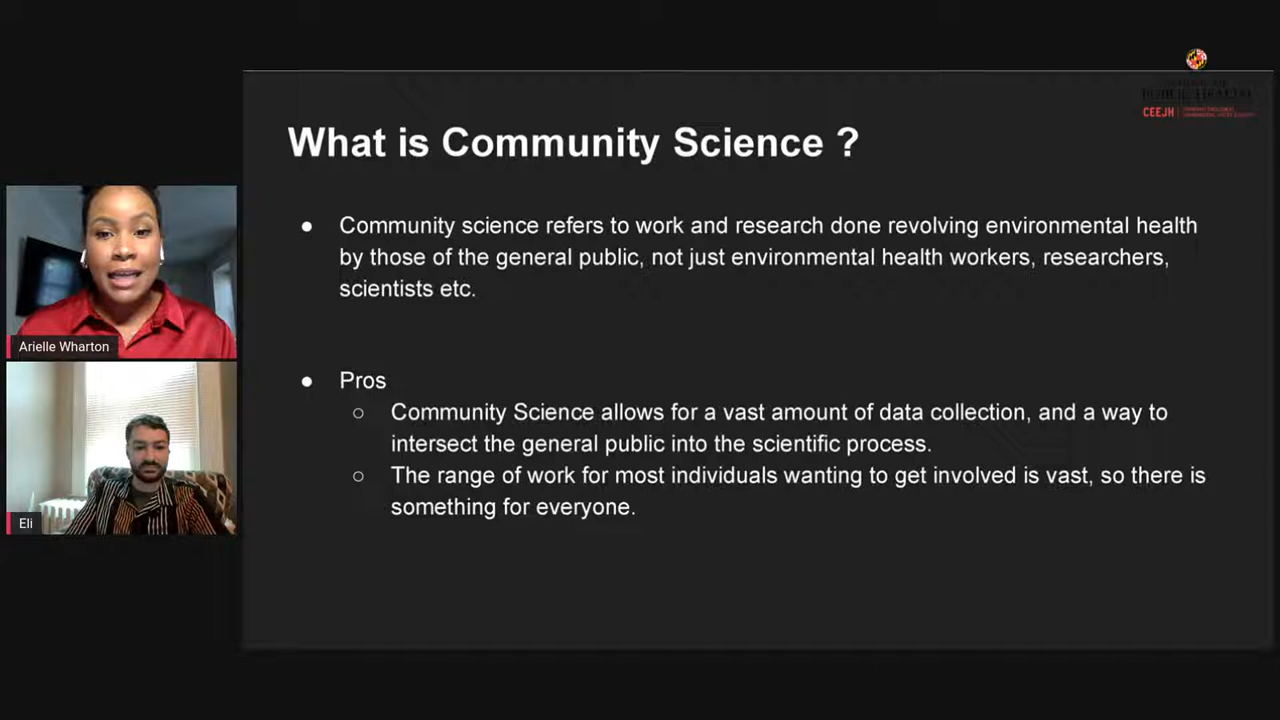 What is Community Science ?
● Community science refers to work and research done revolving environmental health
by those of the general public, not just environmental health workers, researchers,
scientists etc.
● Pros
○ Community Science allows for a vast amount of data collection, and a way to
intersect the general public into the scientific process.
○ The range of work for most individuals wanting to get involved is vast, so there is
something for everyone.
CEEJH
Arielle Wharton
Eli